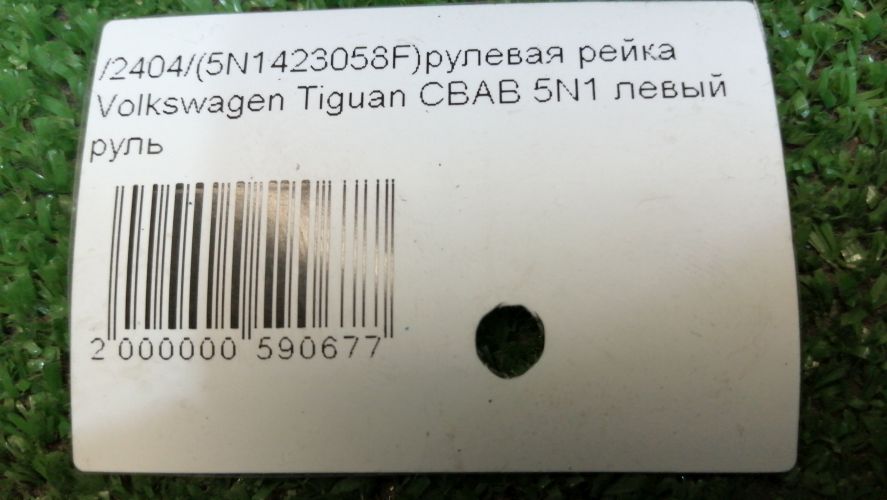 /2404/(5N1423058F)рулевая рейка
Volkswagen Tiguan CBAB 5N1 левый
руль
2 000000 590677